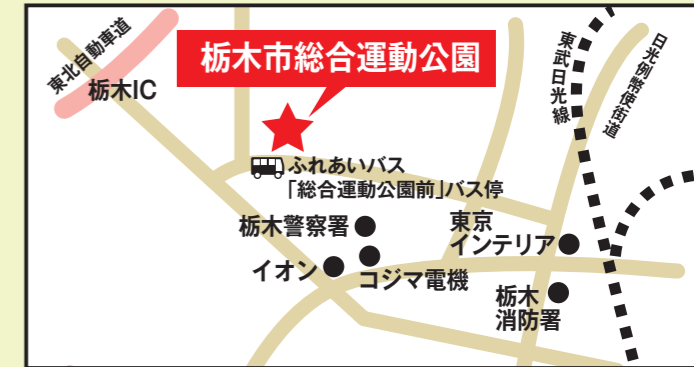 東北自動車道
栃木IC
栃木市総合運動公園
東武日光線
日光例幣使街道
ふれあいバス
「総合運動公園前」バス停
栃木警察署
イオン
コジマ電機
東京
インテリア
栃木
消防署